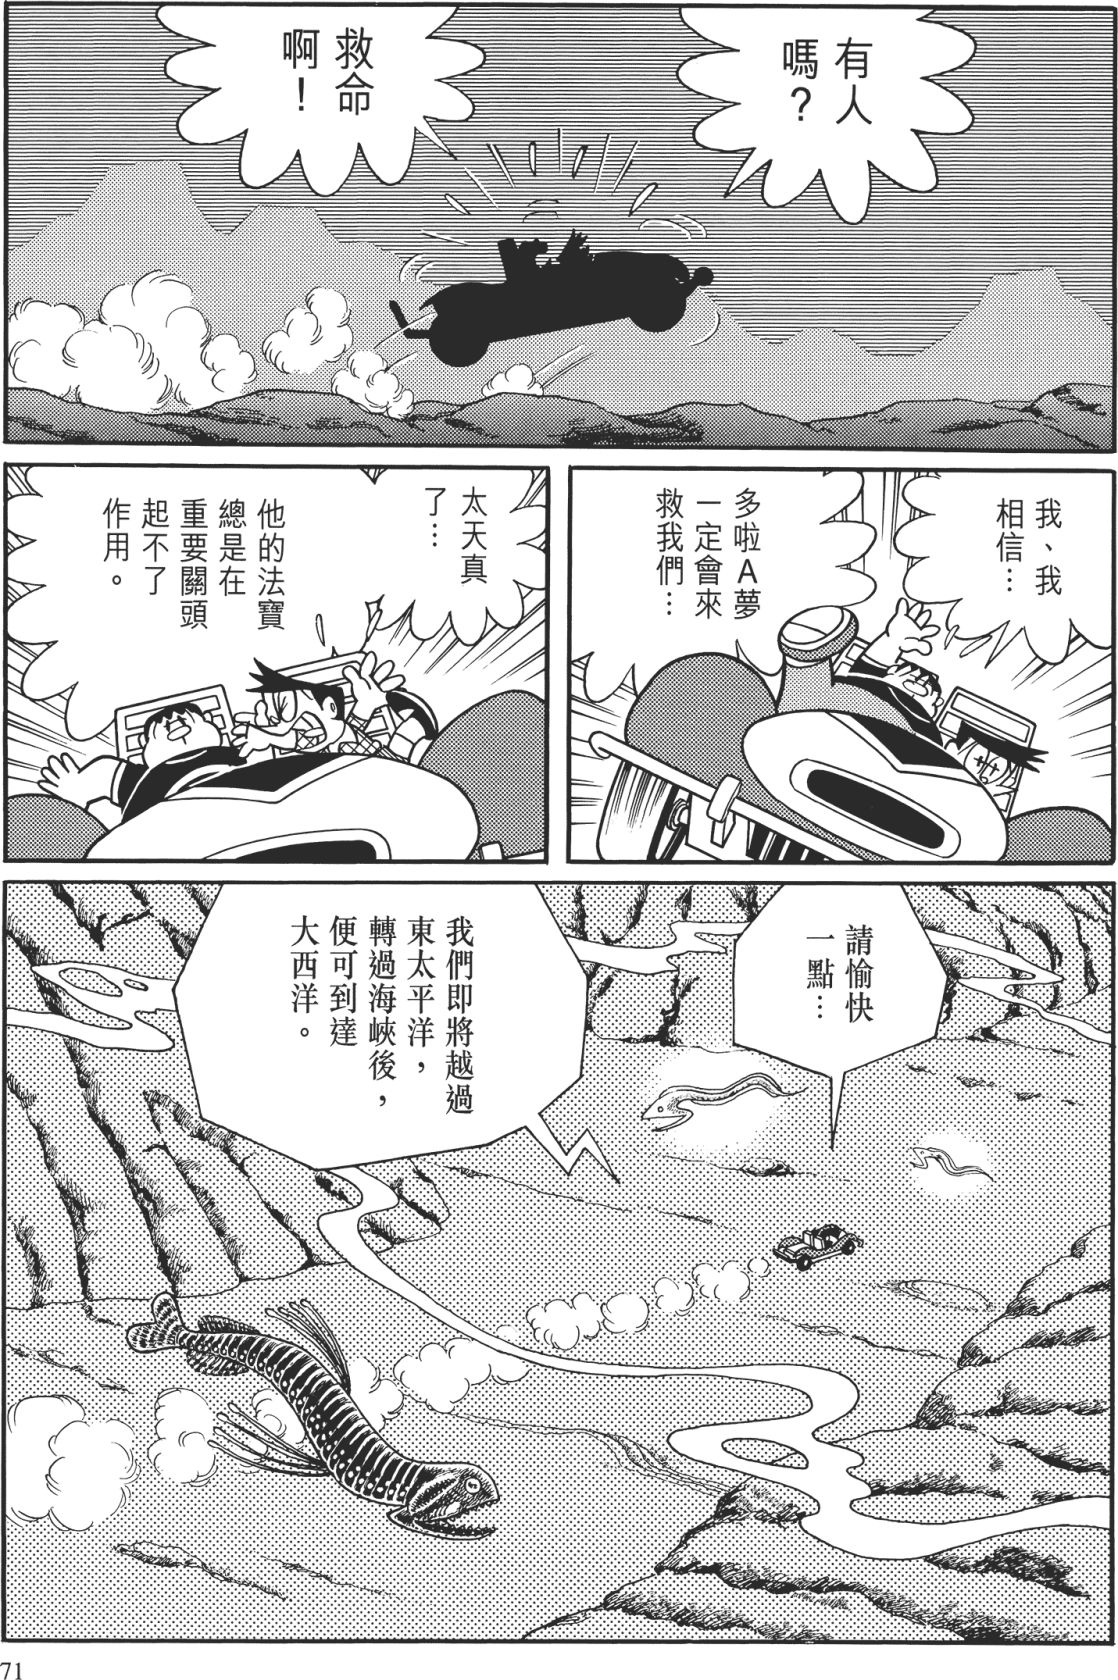 有人
嗎？
救命
啊！
我、我
相信…
多啦A夢
一定會來
救我們…
太天真
了…
他的法寶
總是在
重要關頭
起不了
作用。
請愉快
一點…
我們即將越過
東太平洋，
轉過海峽後，
便可到達
大西洋。
71